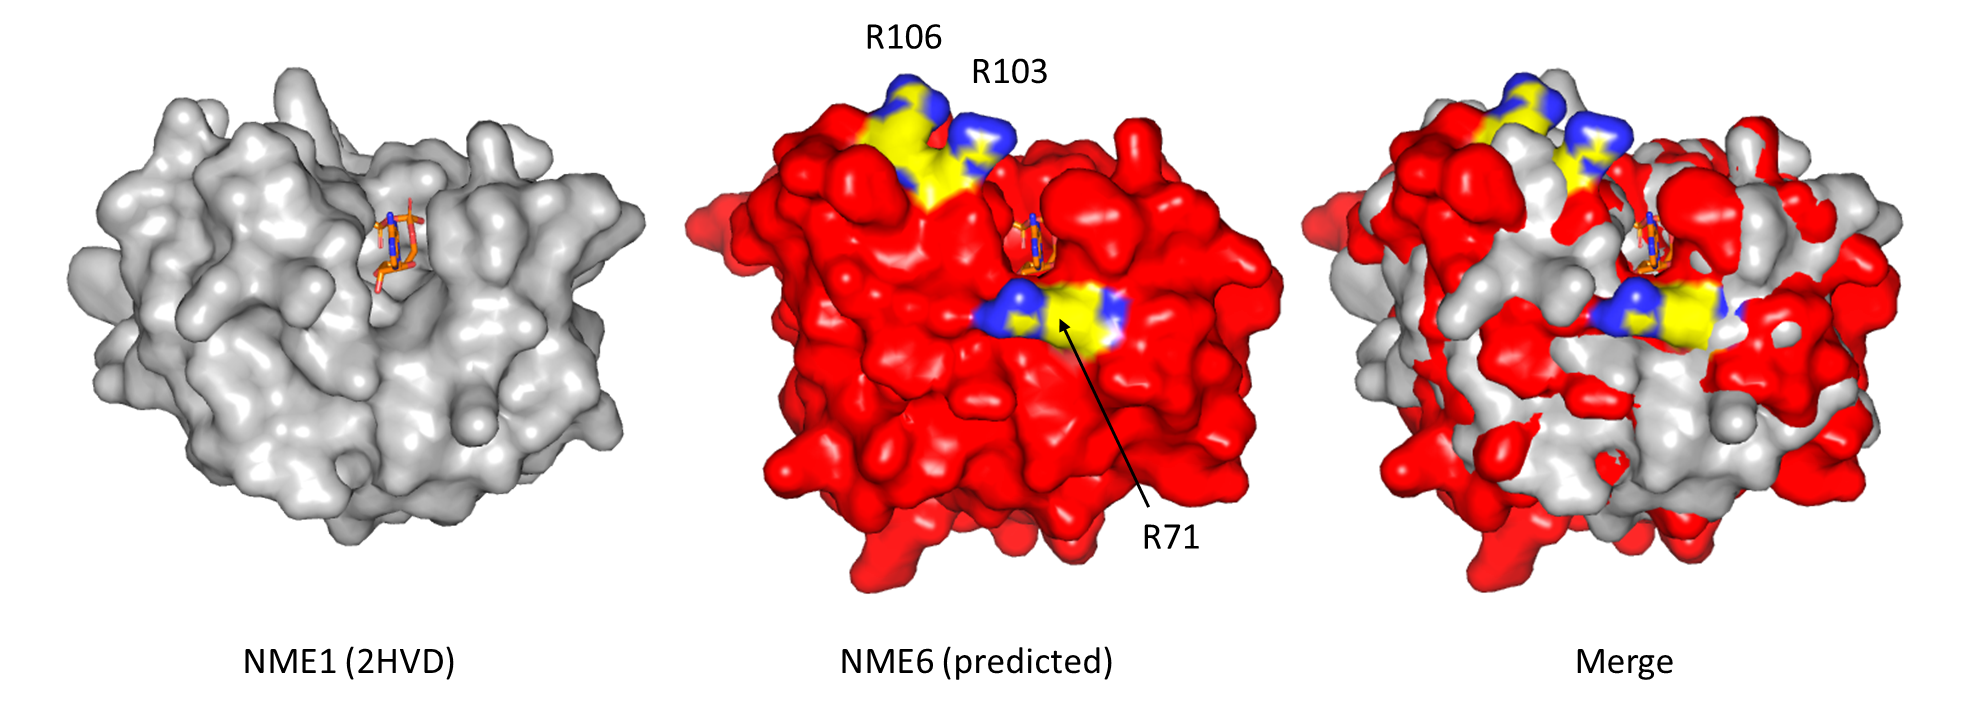 R106
R103
R71
NME1 (2HVD)
NME6 (predicted)
Merge